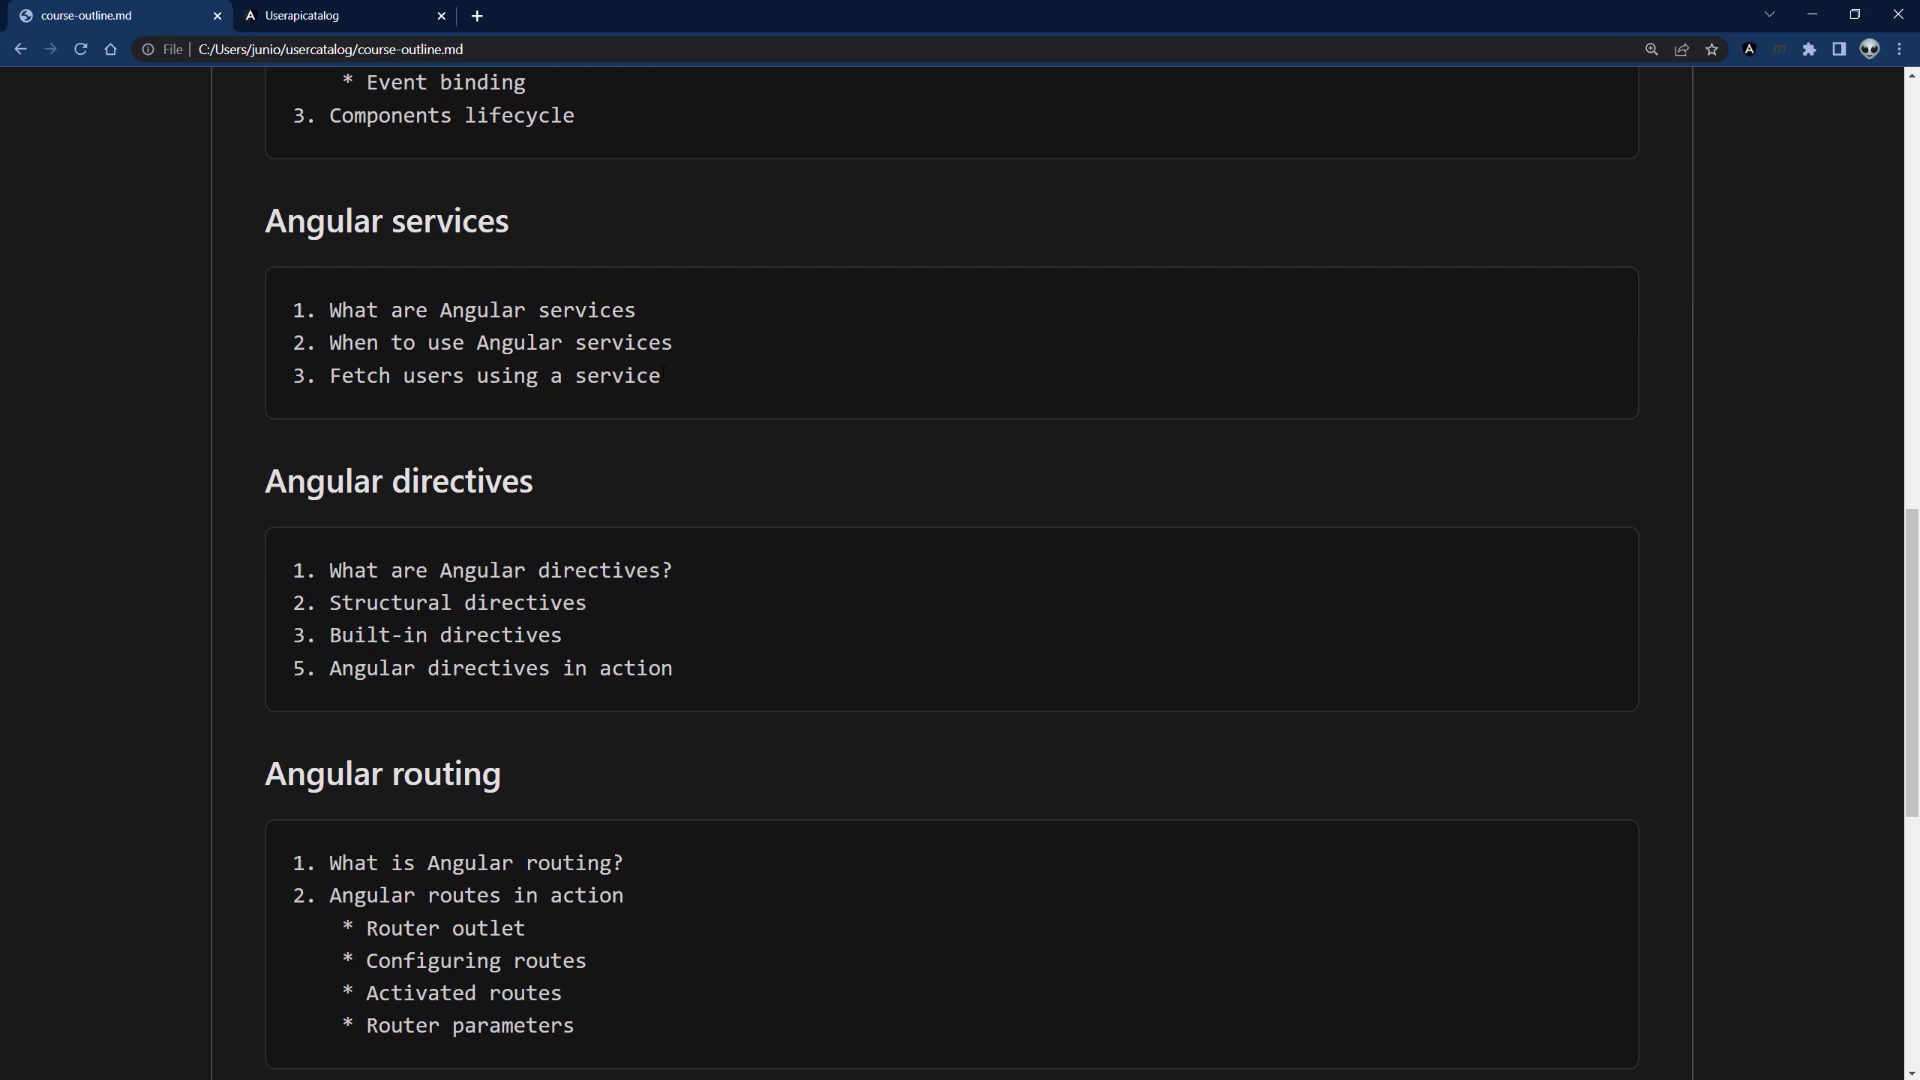 course-outline.md
Userapicatalog
File
C:/Users/junio/usercatalog/course-outline.md
* Event binding
3. Components lifecycle
Angular services
1. What are Angular services
2. When to use Angular services
3. Fetch users using a service
Angular directives
1. What are Angular directives?
2. Structural directives
3. Built-in directives
5. Angular directives in action
Angular routing
1. What is Angular routing?
2. Angular routes in action
* Router outlet
* Configuring routes
* Activated routes
* Router parameters